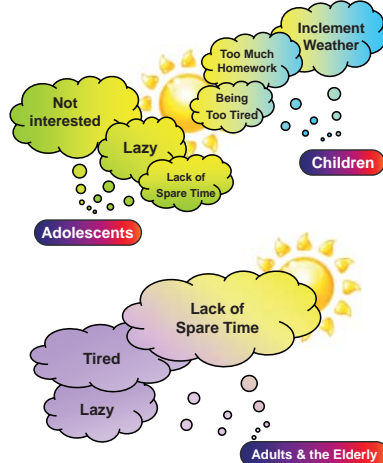 Inclement
Weather
Too Much
Homework
Being
Too Tired
Children
Not
interested
Lazy
Lack of
Spare Time
Adolescents
Lack of
Spare Time
Tired
Lazy
Adults & the Elderly